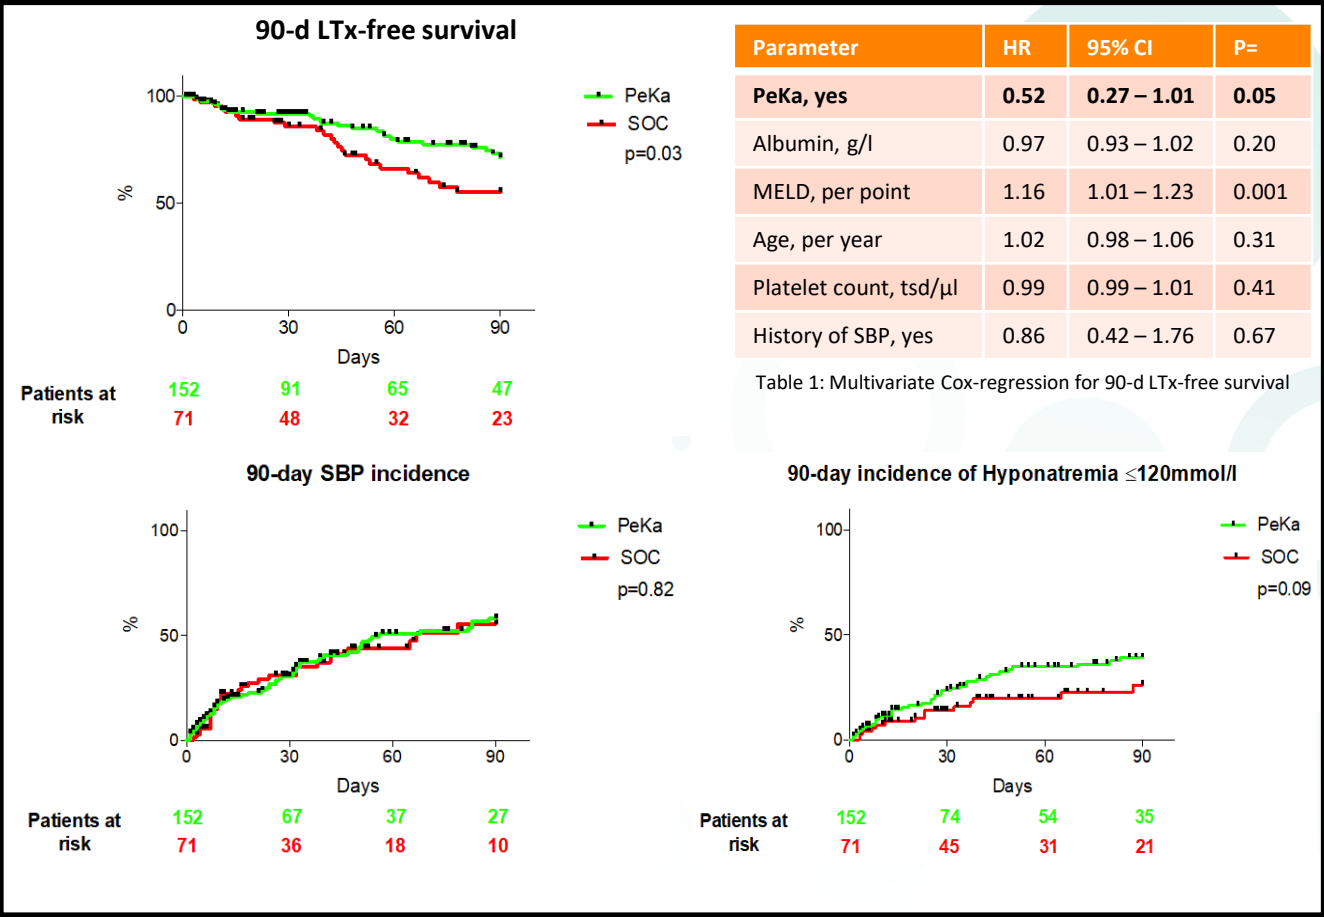 90-d LTx-free survival
100
50
0
%
0 30 60 90
Days
PeKa
SOC
p=0.03
Patients at risk
152 91 65 47
71 48 32 23
Parameter HR 95% CI P=
PeKa, yes 0.52 0.27 – 1.01 0.05
Albumin, g/l 0.97 0.93 – 1.02 0.20
MELD, per point 1.16 1.01 – 1.23 0.001
Age, per year 1.02 0.98 – 1.06 0.31
Platelet count, tsd/µl 0.99 0.99 – 1.01 0.41
History of SBP, yes 0.86 0.42 – 1.76 0.67
Table 1: Multivariate Cox-regression for 90-d LTx-free survival
90-day SBP incidence
100
50
0
%
0 30 60 90
Days
PeKa
SOC
p=0.82
Patients at
risk
152 67 37 27
71 36 18 10
90-day incidence of Hyponatremia ≤120mmol/l
100
50
0
%
0 30 60 90
Days
PeKa
SOC
p=0.09
Patients at
risk
152 74 54 35
71 45 31 21